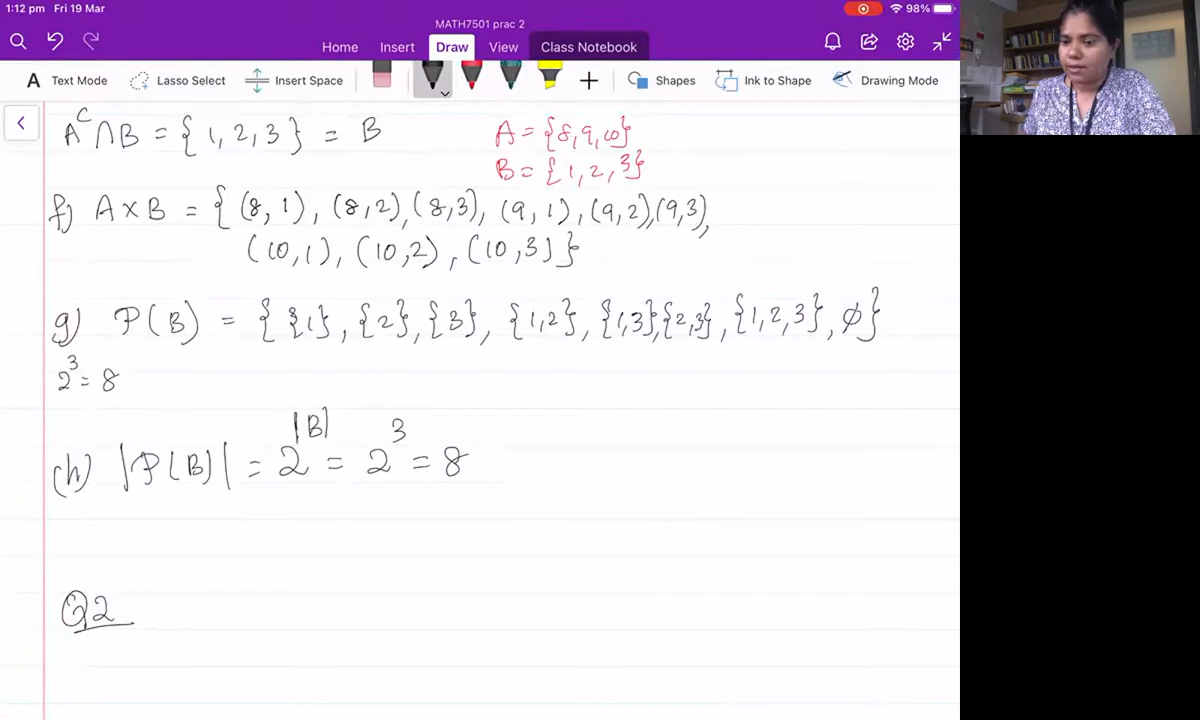 1:12 pm Fri 19 Mar
98%
MATH7501 prac 2
Home Insert Draw View Class Notebook
A Text Mode Lasso Select Insert Space Shapes Ink to Shape Drawing Mode
A^C ∩ B = { 1, 2, 3 } = B
A = {8, 9, 10}
B = { 1, 2, 3}
f) A × B = { (8, 1), (8, 2), (8, 3), (9, 1), (9, 2), (9, 3),
(10, 1), (10, 2), (10, 3) }
g) P(B) = { {1}, {2}, {3}, {1,2}, {1,3}, {2,3}, {1, 2, 3}, ∅ }
2^3 = 8
(h) |P(B)| = 2^|B| = 2^3 = 8
Q2